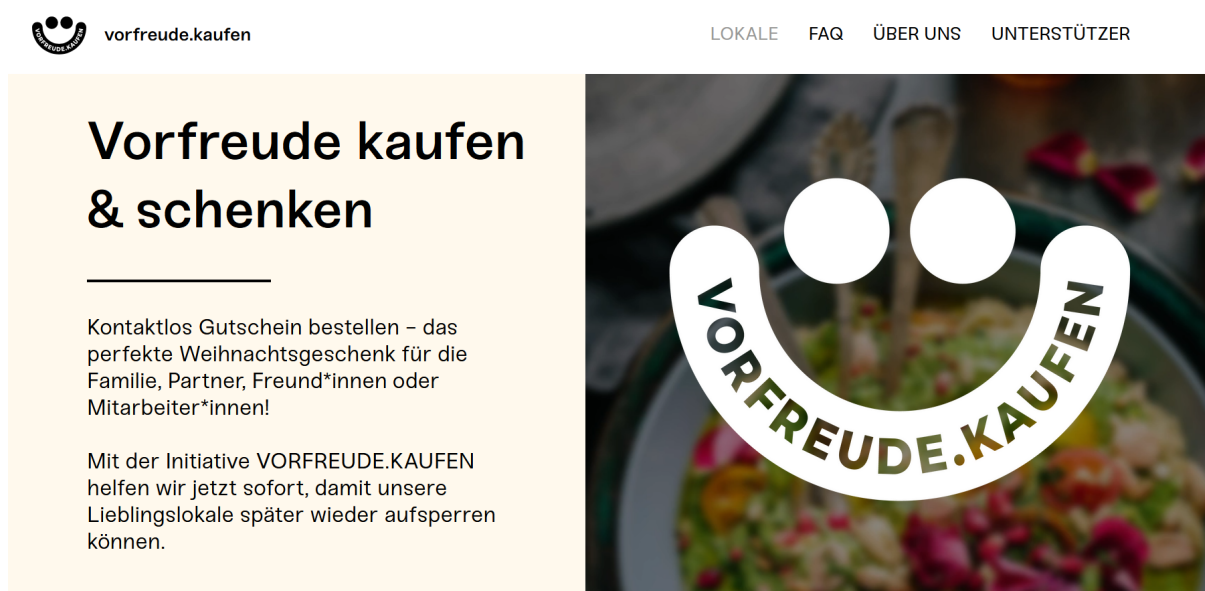 VORFREUDE.KAUFEN
vorfreude.kaufen
LOKALE FAQ ÜBER UNS UNTERSTÜTZER
Vorfreude kaufen
& schenken
Kontaktlos Gutschein bestellen – das
perfekte Weihnachtsgeschenk für die
Familie, Partner, Freund*innen oder
Mitarbeiter*innen!
Mit der Initiative VORFREUDE.KAUFEN
helfen wir jetzt sofort, damit unsere
Lieblingslokale später wieder aufsperren
können.
VORFREUDE.KAUFEN